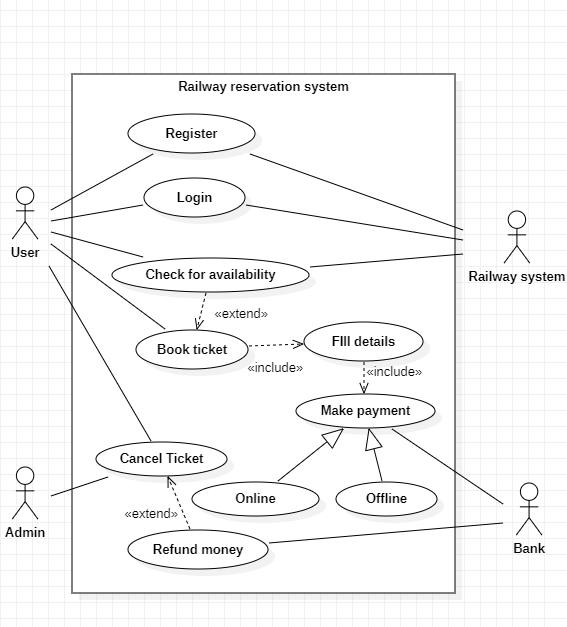 Railway reservation system
Register
Login
User
Railway system
Check for availability
«extend»
Book ticket
FIll details
«include»
«include»
Make payment
Cancel Ticket
Online
Offline
«extend»
Admin
Refund money
Bank